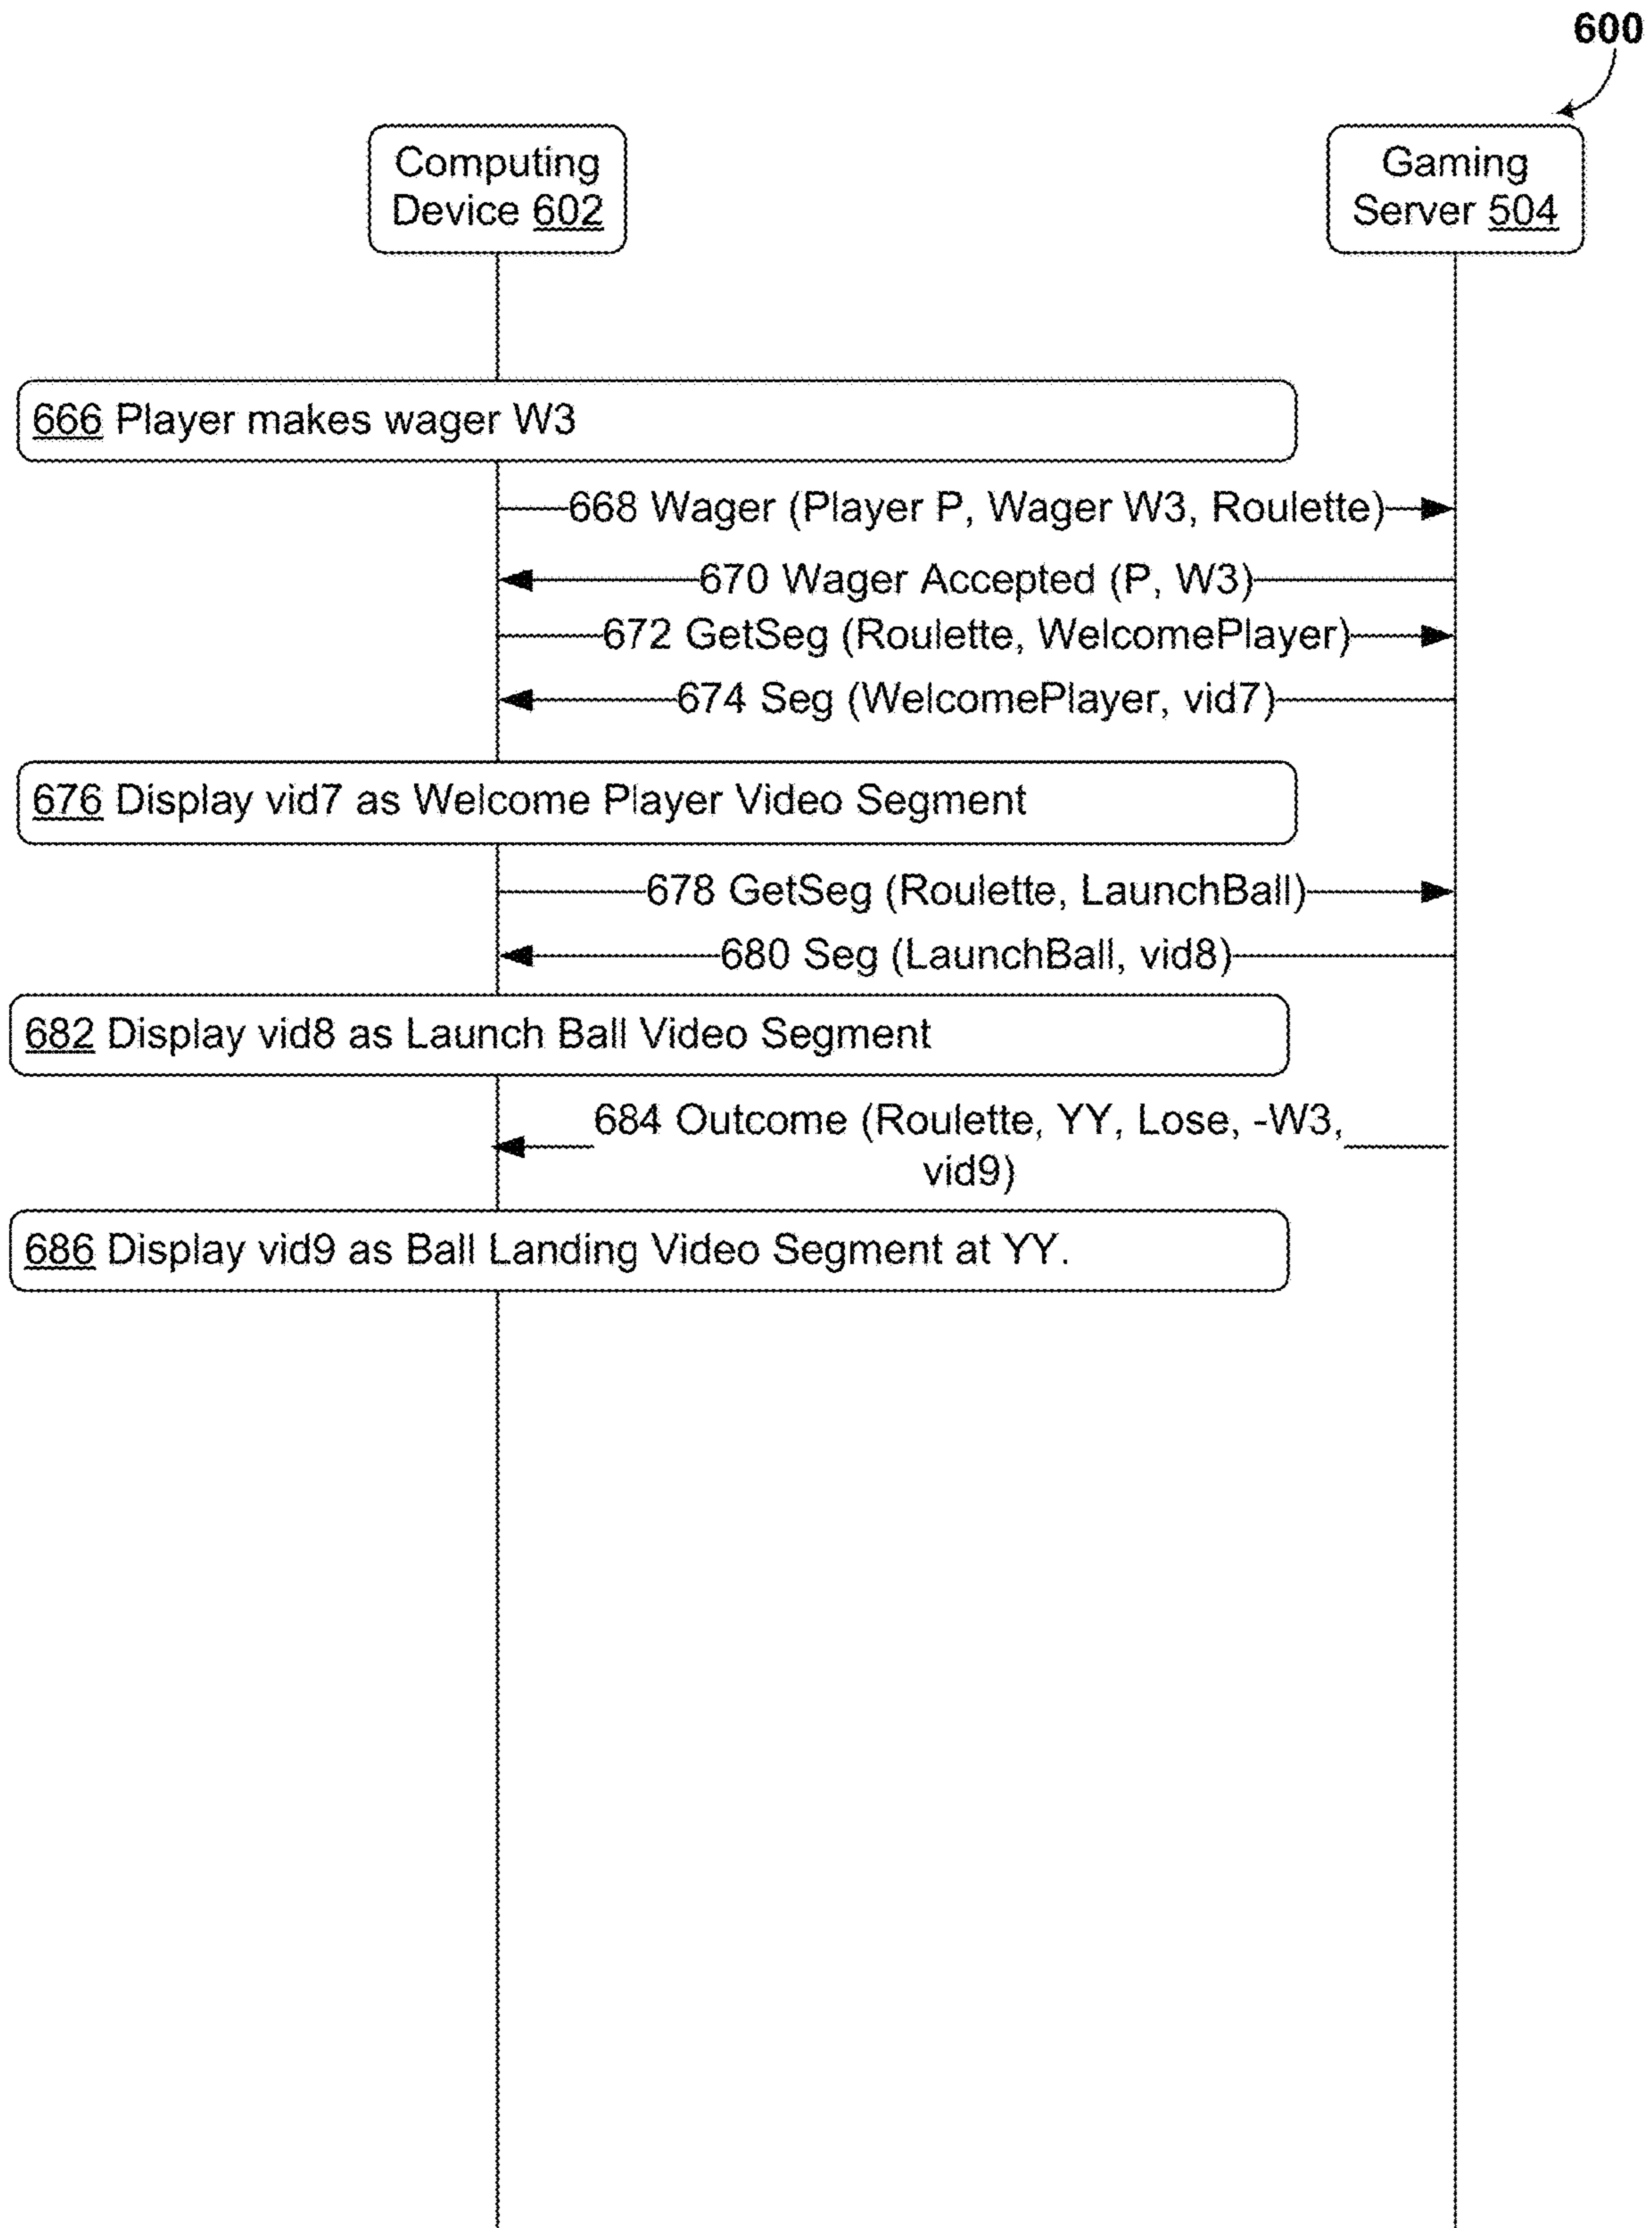 600
Computing
Device 602
Gaming
Server 504
666 Player makes wager W3
668 Wager (Player P, Wager W3, Roulette)
670 Wager Accepted (P, W3)
672 GetSeg (Roulette, WelcomePlayer)
674 Seg (WelcomePlayer, vid7)
676 Display vid7 as Welcome Player Video Segment
678 GetSeg (Roulette, LaunchBall)
680 Seg (LaunchBall, vid8)
682 Display vid8 as Launch Ball Video Segment
684 Outcome (Roulette, YY, Lose, -W3,
vid9)
686 Display vid9 as Ball Landing Video Segment at YY.